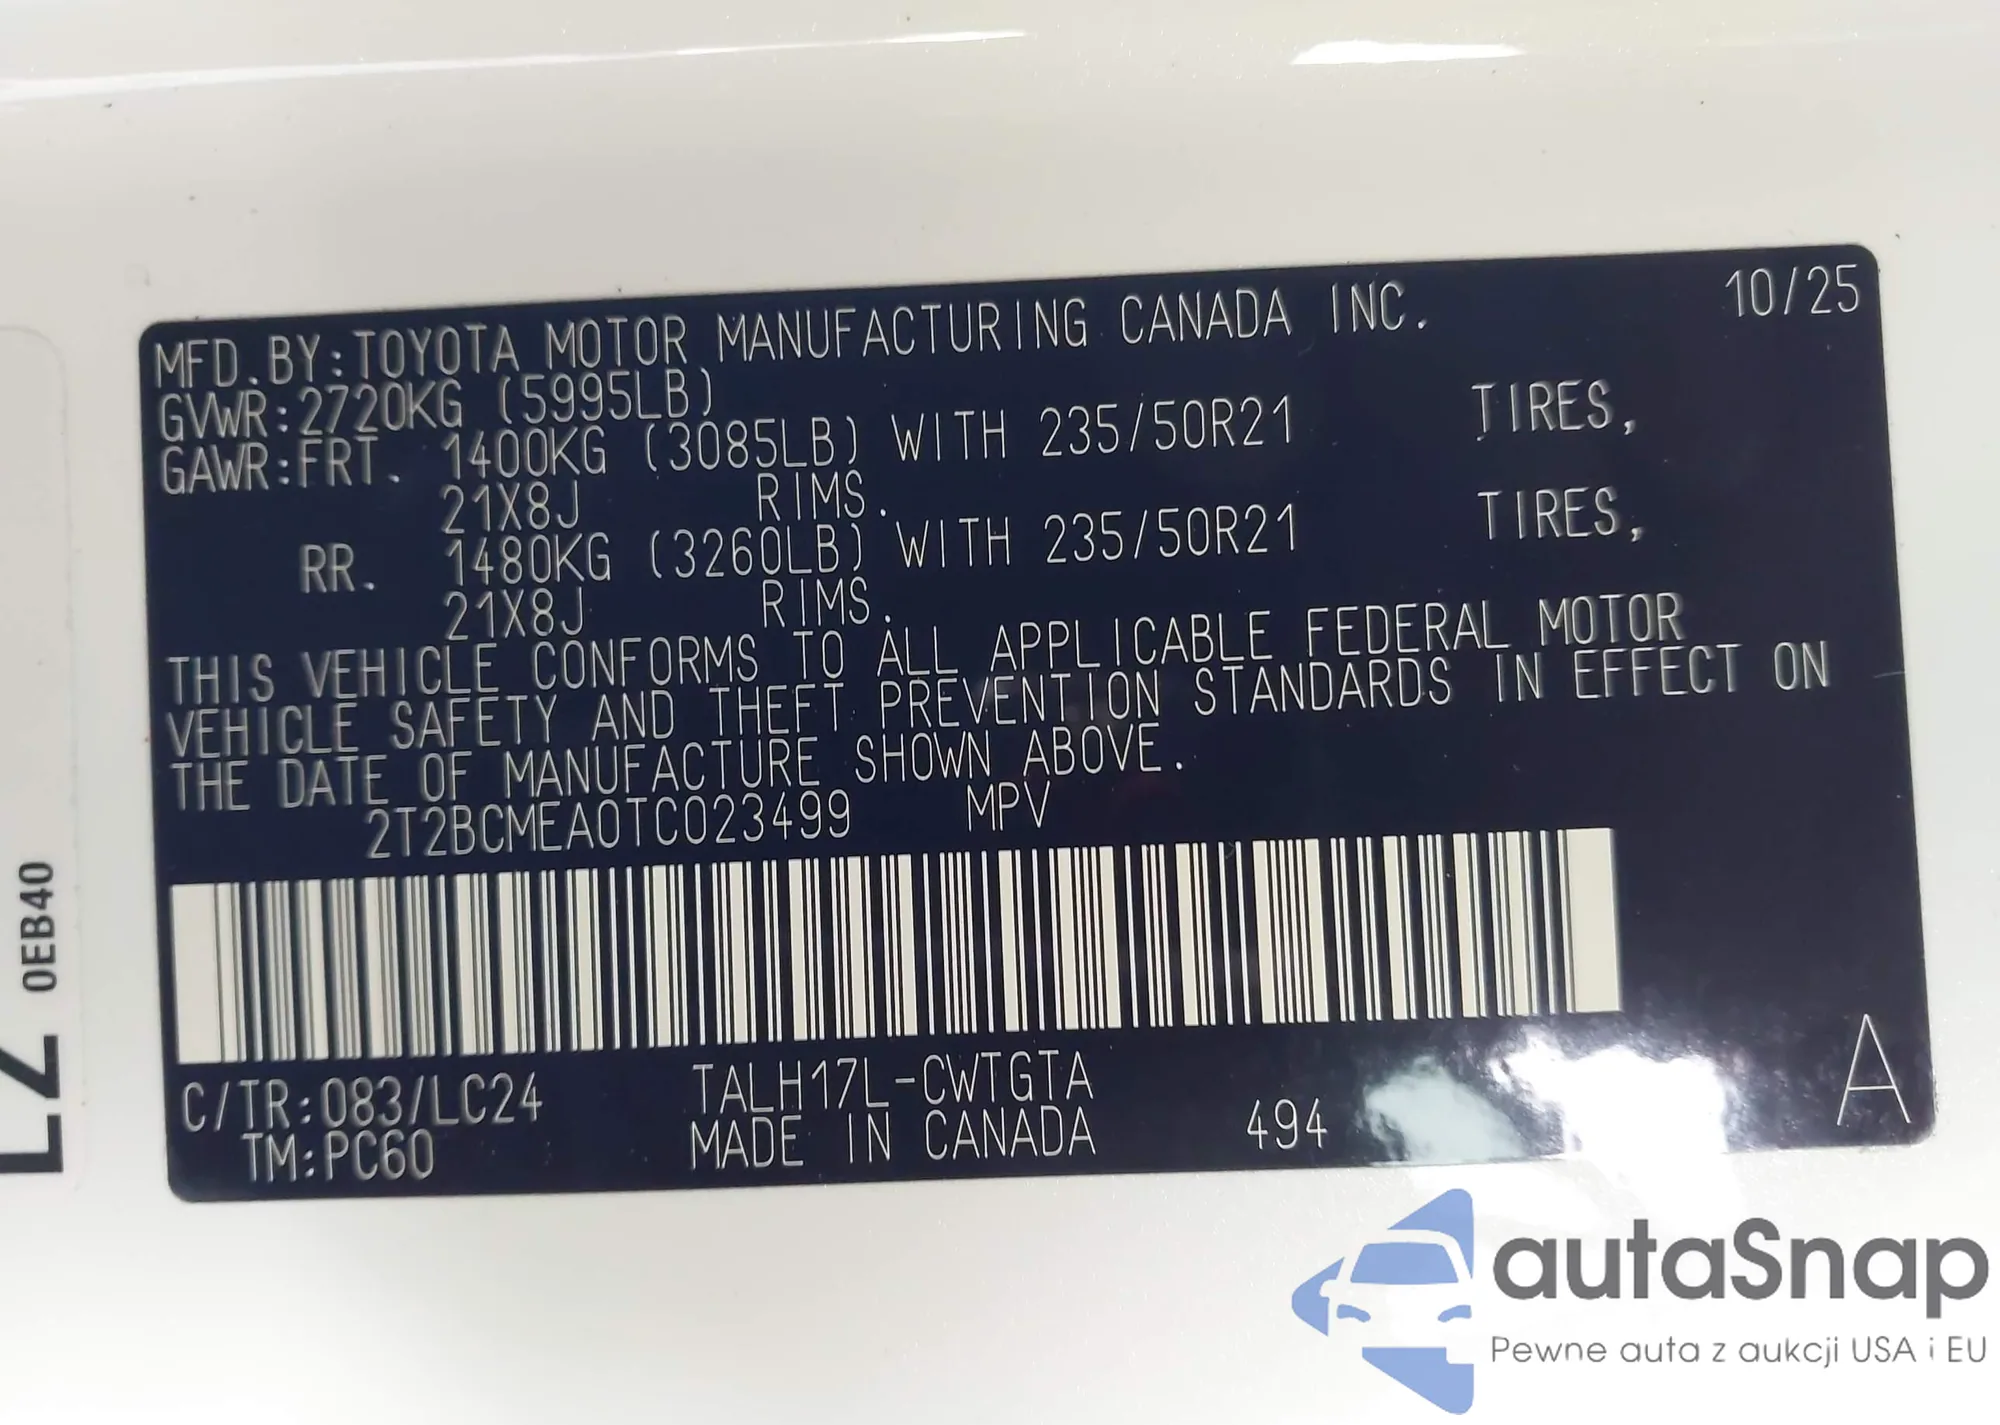 MFD. BY: TOYOTA MOTOR MANUFACTURING CANADA INC. 10/25
GVWR: 2720KG (5995LB)
GAWR: FRT. 1400KG (3085LB) WITH 235/50R21 TIRES,
21X8J RIMS.
RR. 1480KG (3260LB) WITH 235/50R21 TIRES,
21X8J RIMS.
THIS VEHICLE CONFORMS TO ALL APPLICABLE FEDERAL MOTOR
VEHICLE SAFETY AND THEFT PREVENTION STANDARDS IN EFFECT ON
THE DATE OF MANUFACTURE SHOWN ABOVE.
2T2BCMEA0TC023499 MPV
C/TR: 083/LC24 TALH17L-CWTGTA
TM: PC60 MADE IN CANADA 494 A
0EB40
autaSnap
Pewne auta z aukcji USA i EU